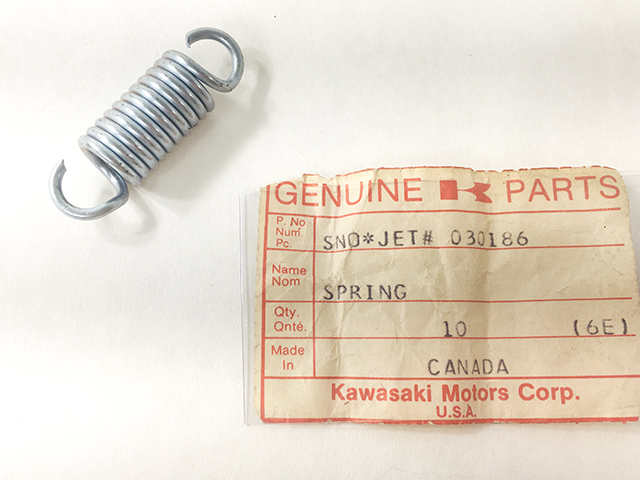 GENUINE K PARTS
P. No.
Num.
Pc.
SNO*JET# 030186
Name
Nom
SPRING
Qty.
Qnté.
10 (6E)
Made
In
CANADA
Kawasaki Motors Corp.
U.S.A.